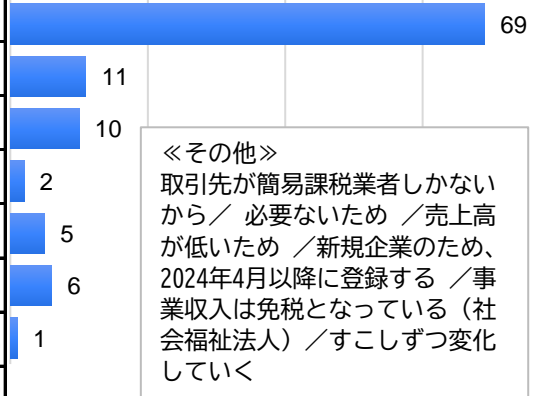 69
11
10
2
5
6
1
≪その他≫
取引先が簡易課税業者しかない
から／ 必要ないため ／売上高
が低いため ／新規企業のため、
2024年4月以降に登録する ／事
業収入は免税となっている（社
会福祉法人）／すこしずつ変化
していく